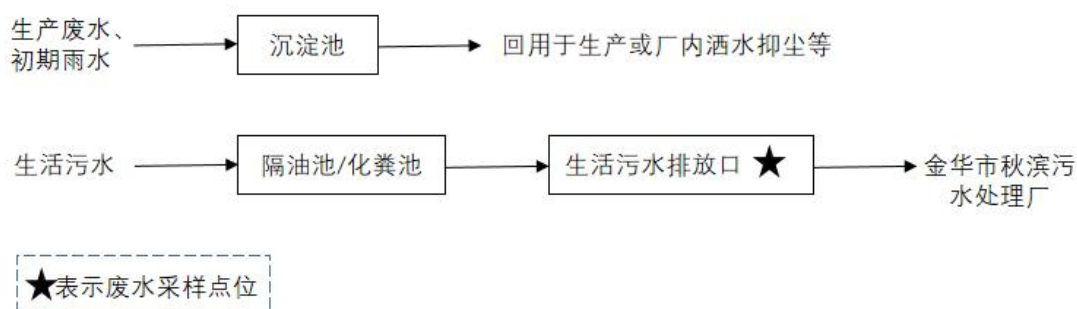 生产废水、
初期雨水
沉淀池
回用于生产或厂内洒水抑尘等
生活污水
隔油池/化粪池
生活污水排放口★
金华市秋滨污
水处理厂
★表示废水采样点位